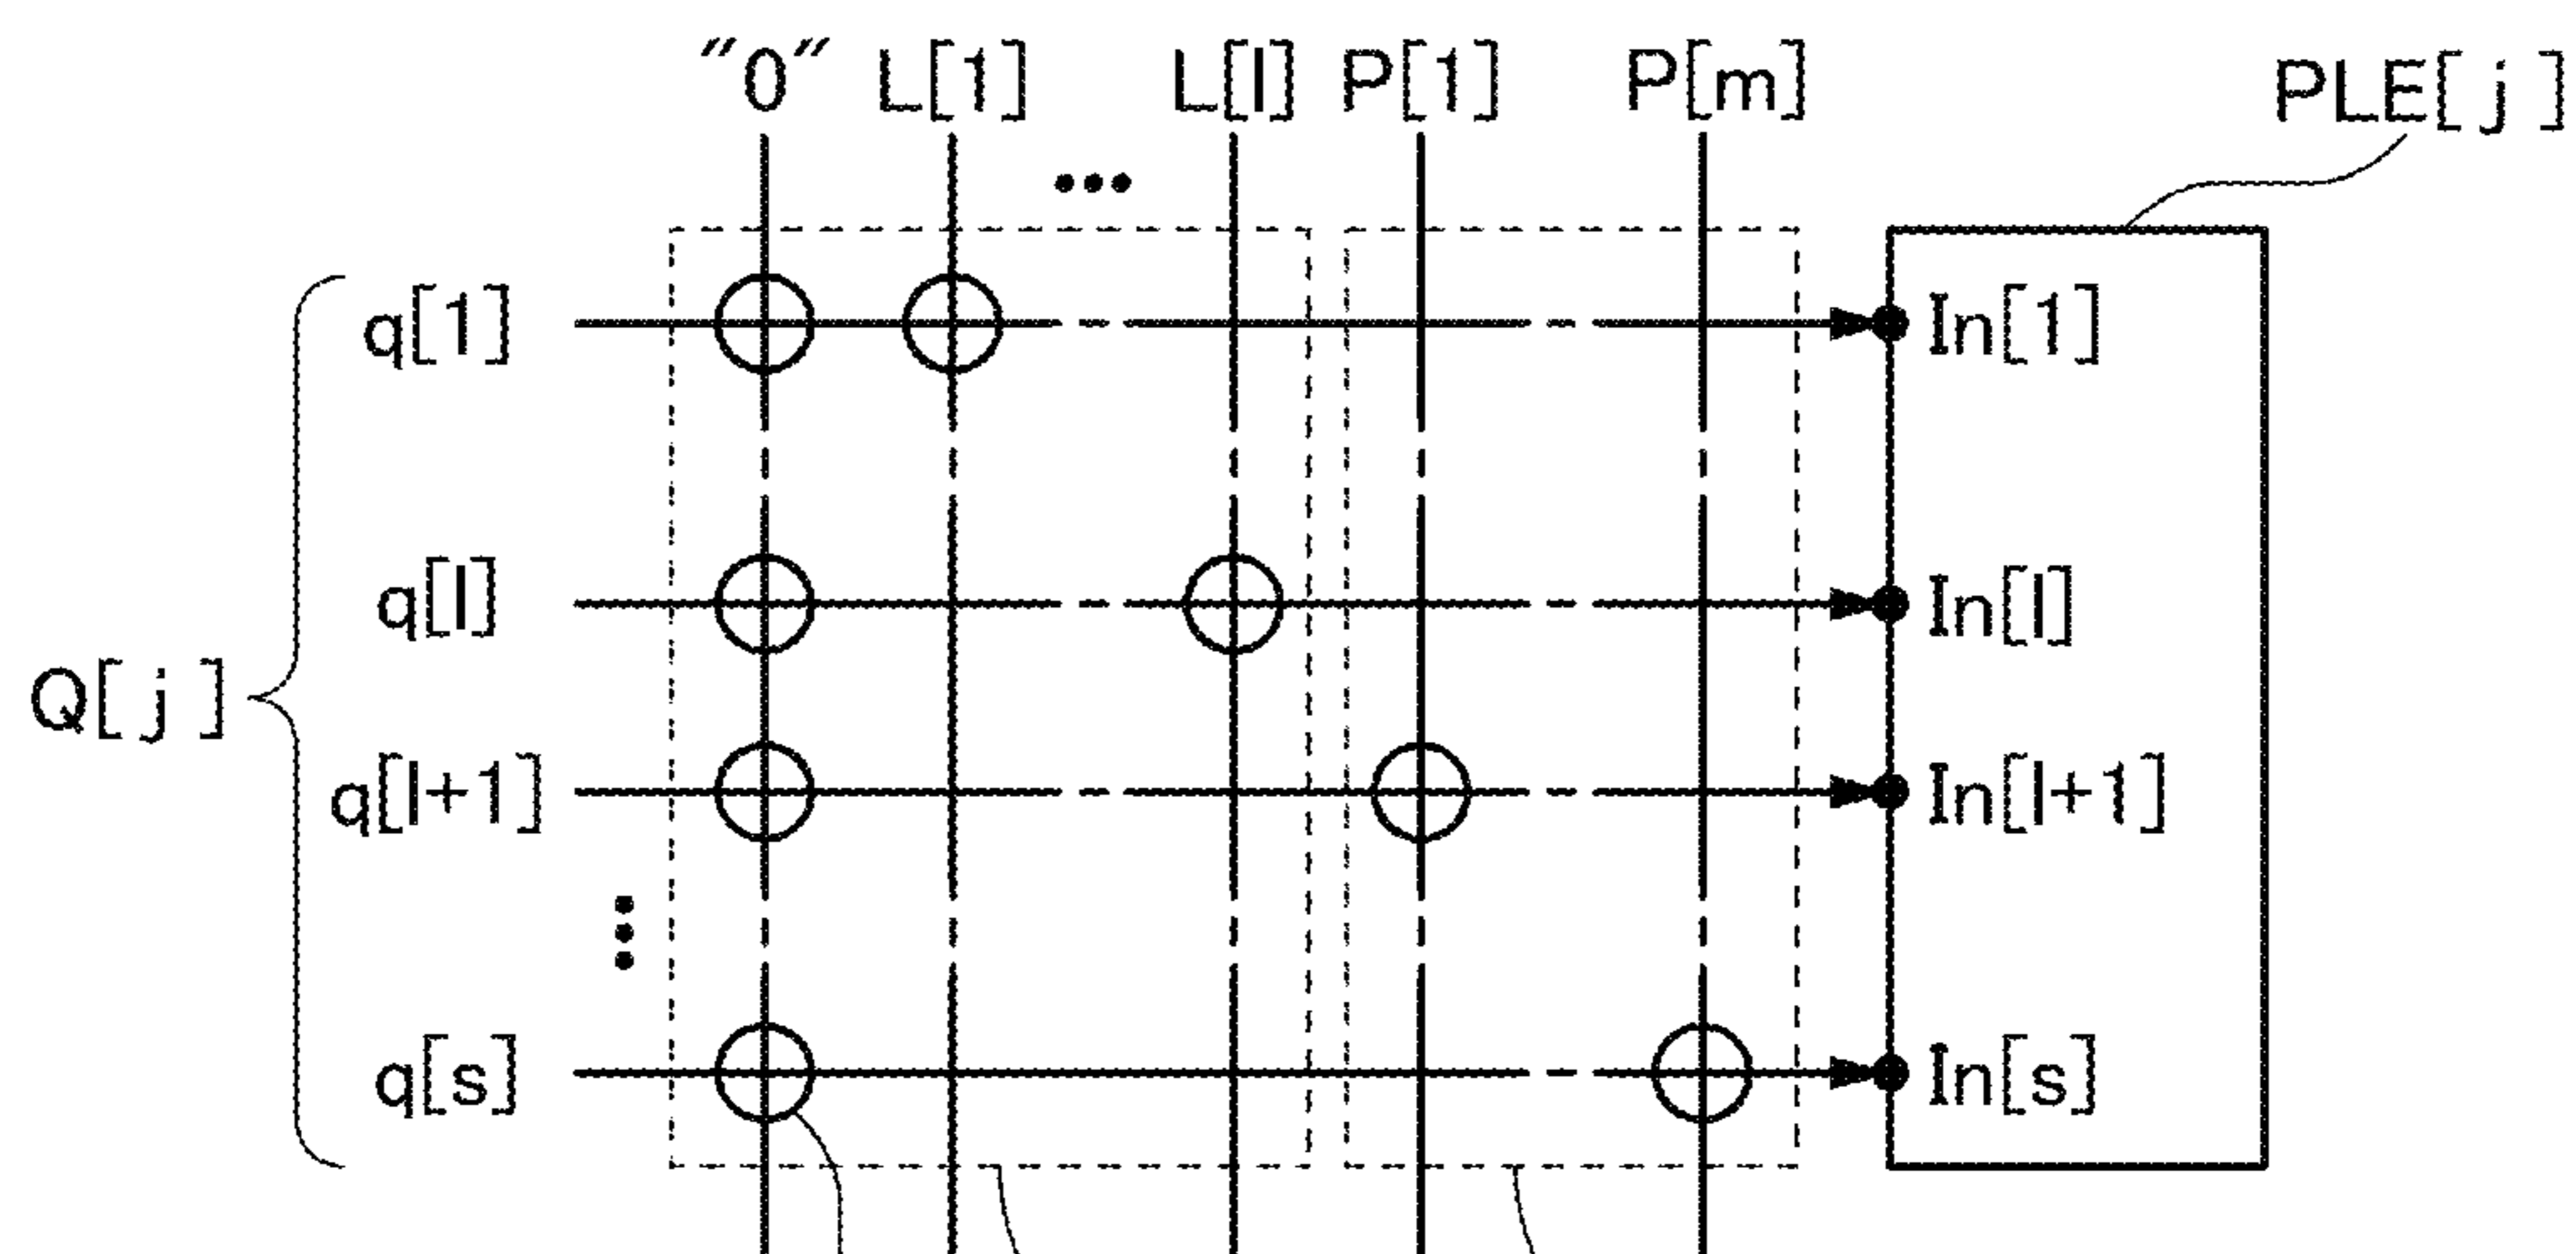 "0" L[1] L[l] P[1] P[m] PLE[j]
q[1] In[1]
q[l] In[l]
Q[j]
q[l+1] In[l+1]
q[s] In[s]